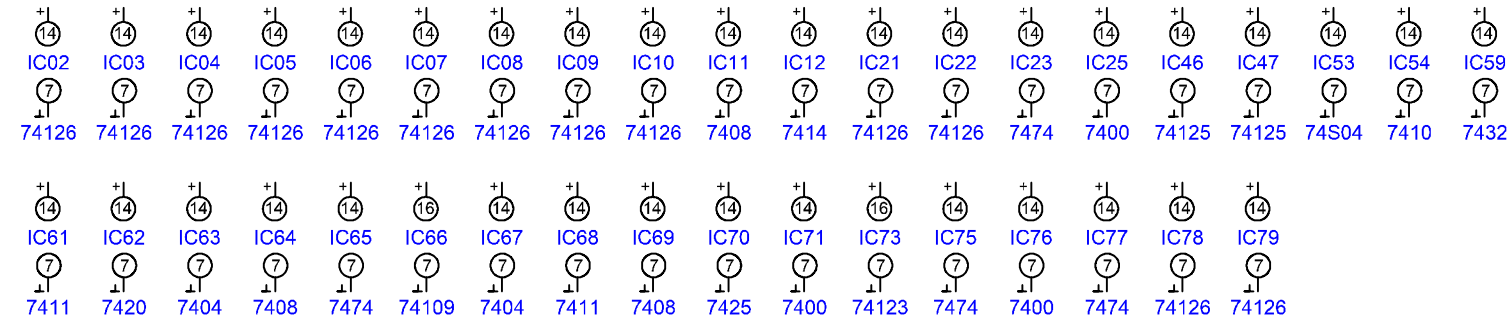 + + + + + + + + + + + + + + + + + + + +
14 14 14 14 14 14 14 14 14 14 14 14 14 14 14 14 14 14 14 14
IC02 IC03 IC04 IC05 IC06 IC07 IC08 IC09 IC10 IC11 IC12 IC21 IC22 IC23 IC25 IC46 IC47 IC53 IC54 IC59
7 7 7 7 7 7 7 7 7 7 7 7 7 7 7 7 7 7 7 7
74126 74126 74126 74126 74126 74126 74126 74126 74126 7408 7414 74126 74126 7474 7400 74125 74125 74S04 7410 7432
+ + + + + + + + + + + + + + + + +
14 14 14 14 14 16 14 14 14 14 14 16 14 14 14 14 14
IC61 IC62 IC63 IC64 IC65 IC66 IC67 IC68 IC69 IC70 IC71 IC73 IC75 IC76 IC77 IC78 IC79
7 7 7 7 7 7 7 7 7 7 7 7 7 7 7 7 7
7411 7420 7404 7408 7474 74109 7404 7411 7408 7425 7400 74123 7474 7400 7474 74126 74126